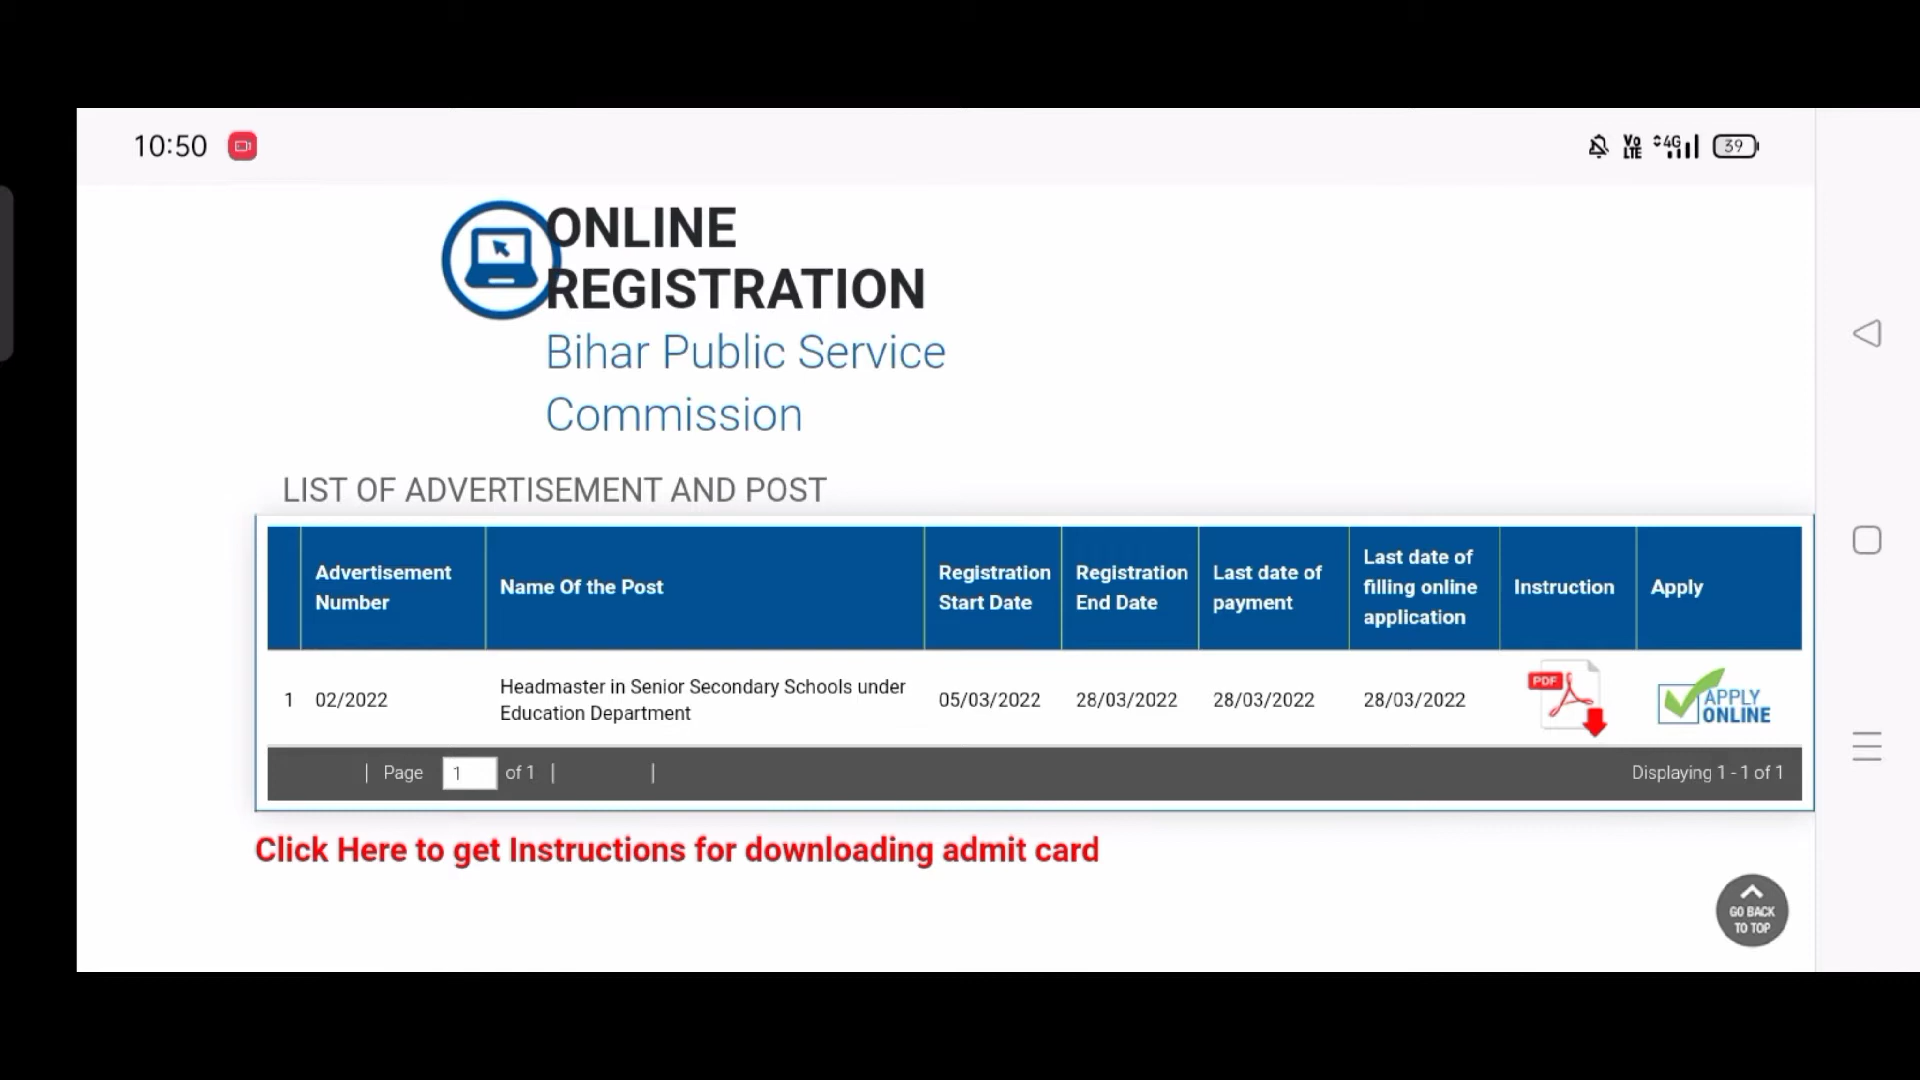 10:50
Vo LTE 4G 39
ONLINE
REGISTRATION
Bihar Public Service
Commission
LIST OF ADVERTISEMENT AND POST
Advertisement Number | Name Of the Post | Registration Start Date | Registration End Date | Last date of payment | Last date of filling online application | Instruction | Apply
1 02/2022 Headmaster in Senior Secondary Schools under Education Department 05/03/2022 28/03/2022 28/03/2022 28/03/2022 PDF APPLY ONLINE
| Page 1 of 1 | | Displaying 1 - 1 of 1
Click Here to get Instructions for downloading admit card
GO BACK
TO TOP